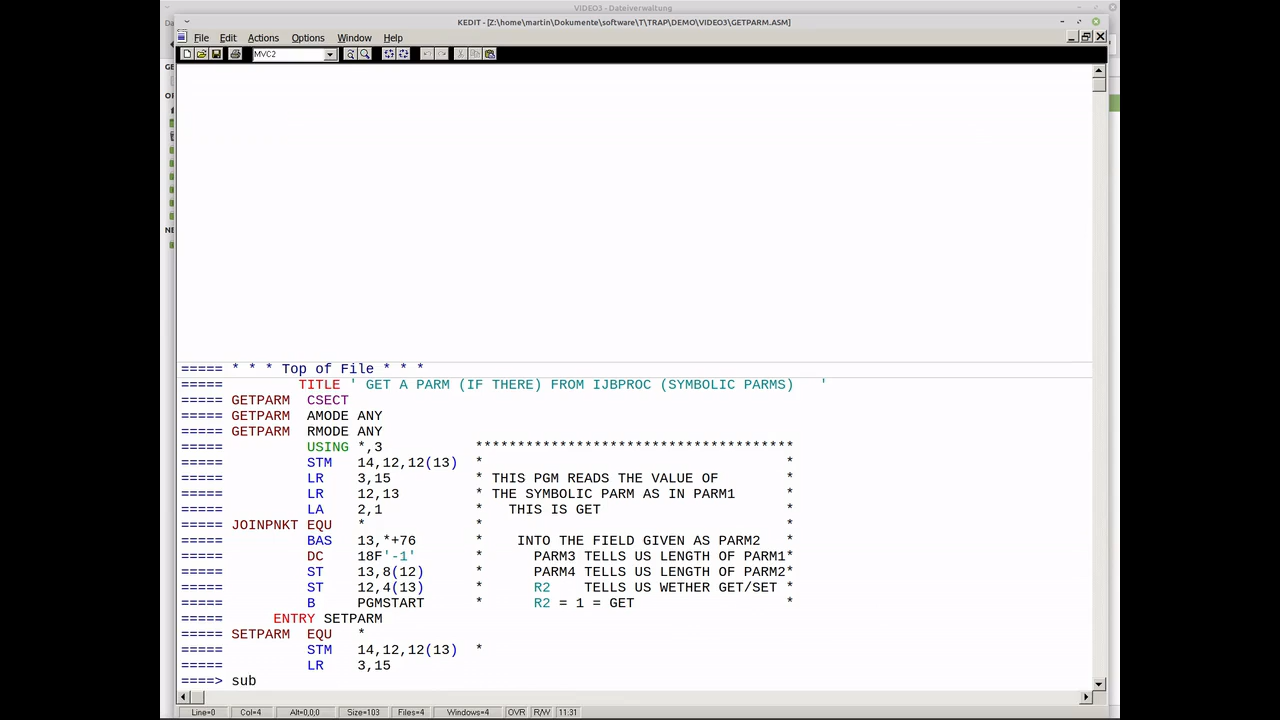 VIDEO3 - Dateiverwaltung
KEDIT - [Z:\home\martin\Dokumente\software\T\TRAP\DEMO\VIDEO3\GETPARM.ASM]
File Edit Actions Options Window Help
MVC2
===== * * * Top of File * * *
===== TITLE ' GET A PARM (IF THERE) FROM IJBPROC (SYMBOLIC PARMS) '
===== GETPARM CSECT
===== GETPARM AMODE ANY
===== GETPARM RMODE ANY
===== USING *,3 **************************************
===== STM 14,12,12(13) * *
===== LR 3,15 * THIS PGM READS THE VALUE OF *
===== LR 12,13 * THE SYMBOLIC PARM AS IN PARM1 *
===== LA 2,1 * THIS IS GET *
===== JOINPNKT EQU * * *
===== BAS 13,*+76 * INTO THE FIELD GIVEN AS PARM2 *
===== DC 18F'-1' * PARM3 TELLS US LENGTH OF PARM1*
===== ST 13,8(12) * PARM4 TELLS US LENGTH OF PARM2*
===== ST 12,4(13) * R2 TELLS US WETHER GET/SET *
===== B PGMSTART * R2 = 1 = GET *
===== ENTRY SETPARM
===== SETPARM EQU *
===== STM 14,12,12(13) *
===== LR 3,15
====> sub
Line=0 Col=4 Alt=0,0,0 Size=103 Files=4 Windows=4 OVR R/W 11:31